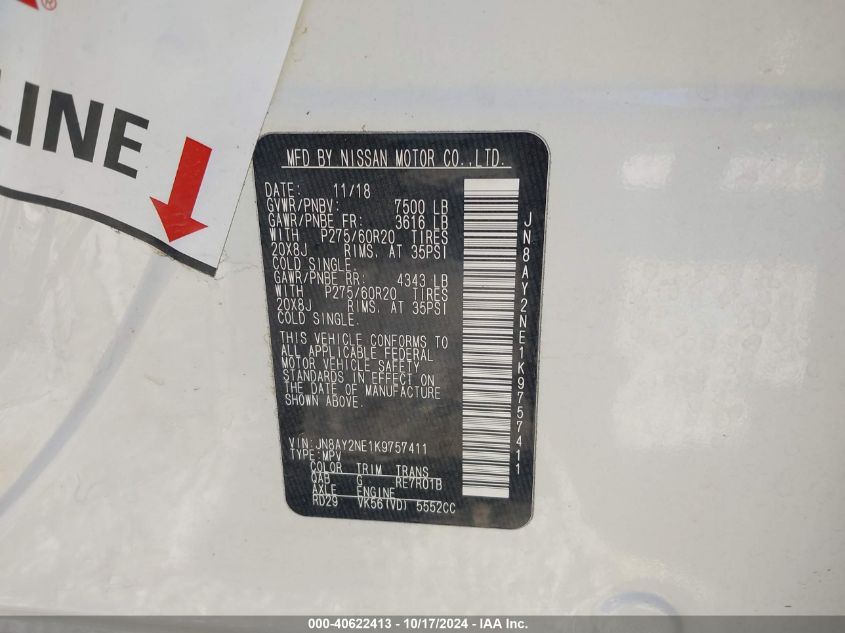 ®
LINE
MFD BY NISSAN MOTOR CO.,LTD.
DATE: 11/18
GVWR/PNBV: 7500 LB
GAWR/PNBE FR: 3616 LB
WITH P275/60R20 TIRES
20X8J RIMS, AT 35PSI
COLD SINGLE.
GAWR/PNBE RR: 4343 LB
WITH P275/60R20 TIRES
20X8J RIMS, AT 35PSI
COLD SINGLE.
THIS VEHICLE CONFORMS TO
ALL APPLICABLE FEDERAL
MOTOR VEHICLE SAFETY
STANDARDS IN EFFECT ON
THE DATE OF MANUFACTURE
SHOWN ABOVE.
VIN:JN8AY2NE1K9757411
TYPE:MPV
COLOR TRIM TRANS
QAB G RE7R01B
AXLE ENGINE
RD29 VK56(VD) 5552CC
JN8AY2NE1K9757411
000-40622413 - 10/17/2024 - IAA Inc.